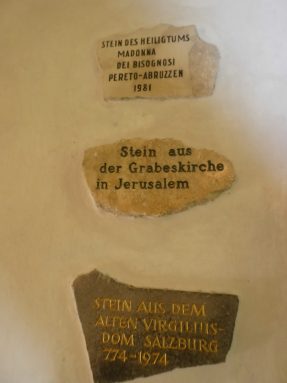 STEIN DES HEILIGTUMS
MADONNA
DEI BISOGNOSI
PERETO-ABRUZZEN
1981
Stein aus
der Grabeskirche
in Jerusalem
STEIN AUS DEM
ALTEN VIRGILIUS-
DOM SALZBURG
774-1974